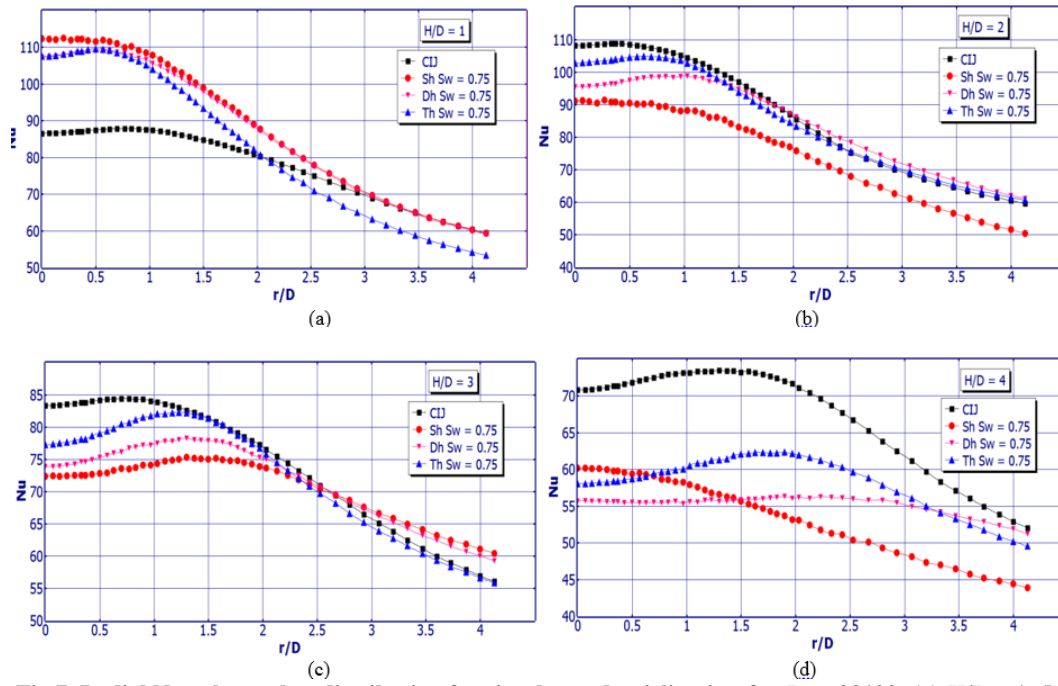 H/D = 1
CIJ
Sh Sw = 0.75
Dh Sw = 0.75
Th Sw = 0.75
110
100
90
80
70
60
50
Nu
0 0.5 1 1.5 2 2.5 3 3.5 4
r/D
(a)
H/D = 2
CIJ
Sh Sw = 0.75
Dh Sw = 0.75
Th Sw = 0.75
110
100
90
80
70
60
50
40
Nu
0 0.5 1 1.5 2 2.5 3 3.5 4
r/D
(b)
H/D = 3
CIJ
Sh Sw = 0.75
Dh Sw = 0.75
Th Sw = 0.75
85
80
75
70
65
60
55
50
Nu
0 0.5 1 1.5 2 2.5 3 3.5 4
r/D
(c)
H/D = 4
CIJ
Sh Sw = 0.75
Dh Sw = 0.75
Th Sw = 0.75
70
65
60
55
50
45
40
Nu
0 0.5 1 1.5 2 2.5 3 3.5 4
r/D
(d)